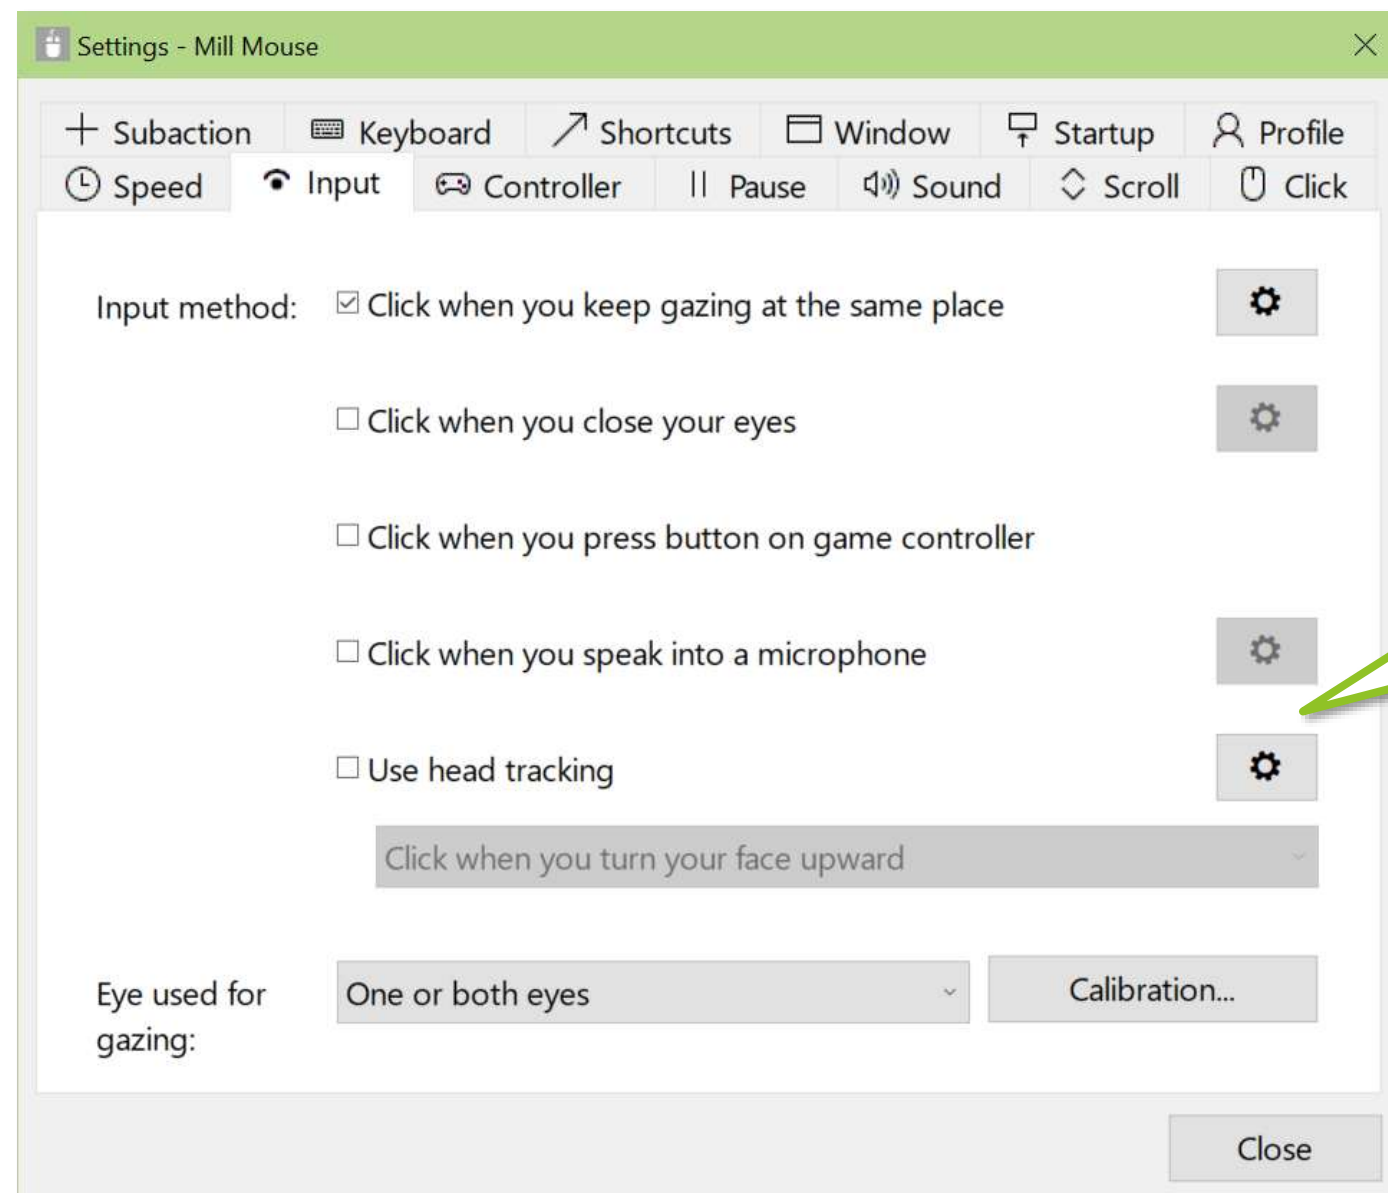 Settings - Mill Mouse
Subaction Keyboard Shortcuts Window Startup Profile
Speed Input Controller Pause Sound Scroll Click
Input method: Click when you keep gazing at the same place
Click when you close your eyes
Click when you press button on game controller
Click when you speak into a microphone
Use head tracking
Click when you turn your face upward
Eye used for
gazing:
One or both eyes
Calibration...
Close